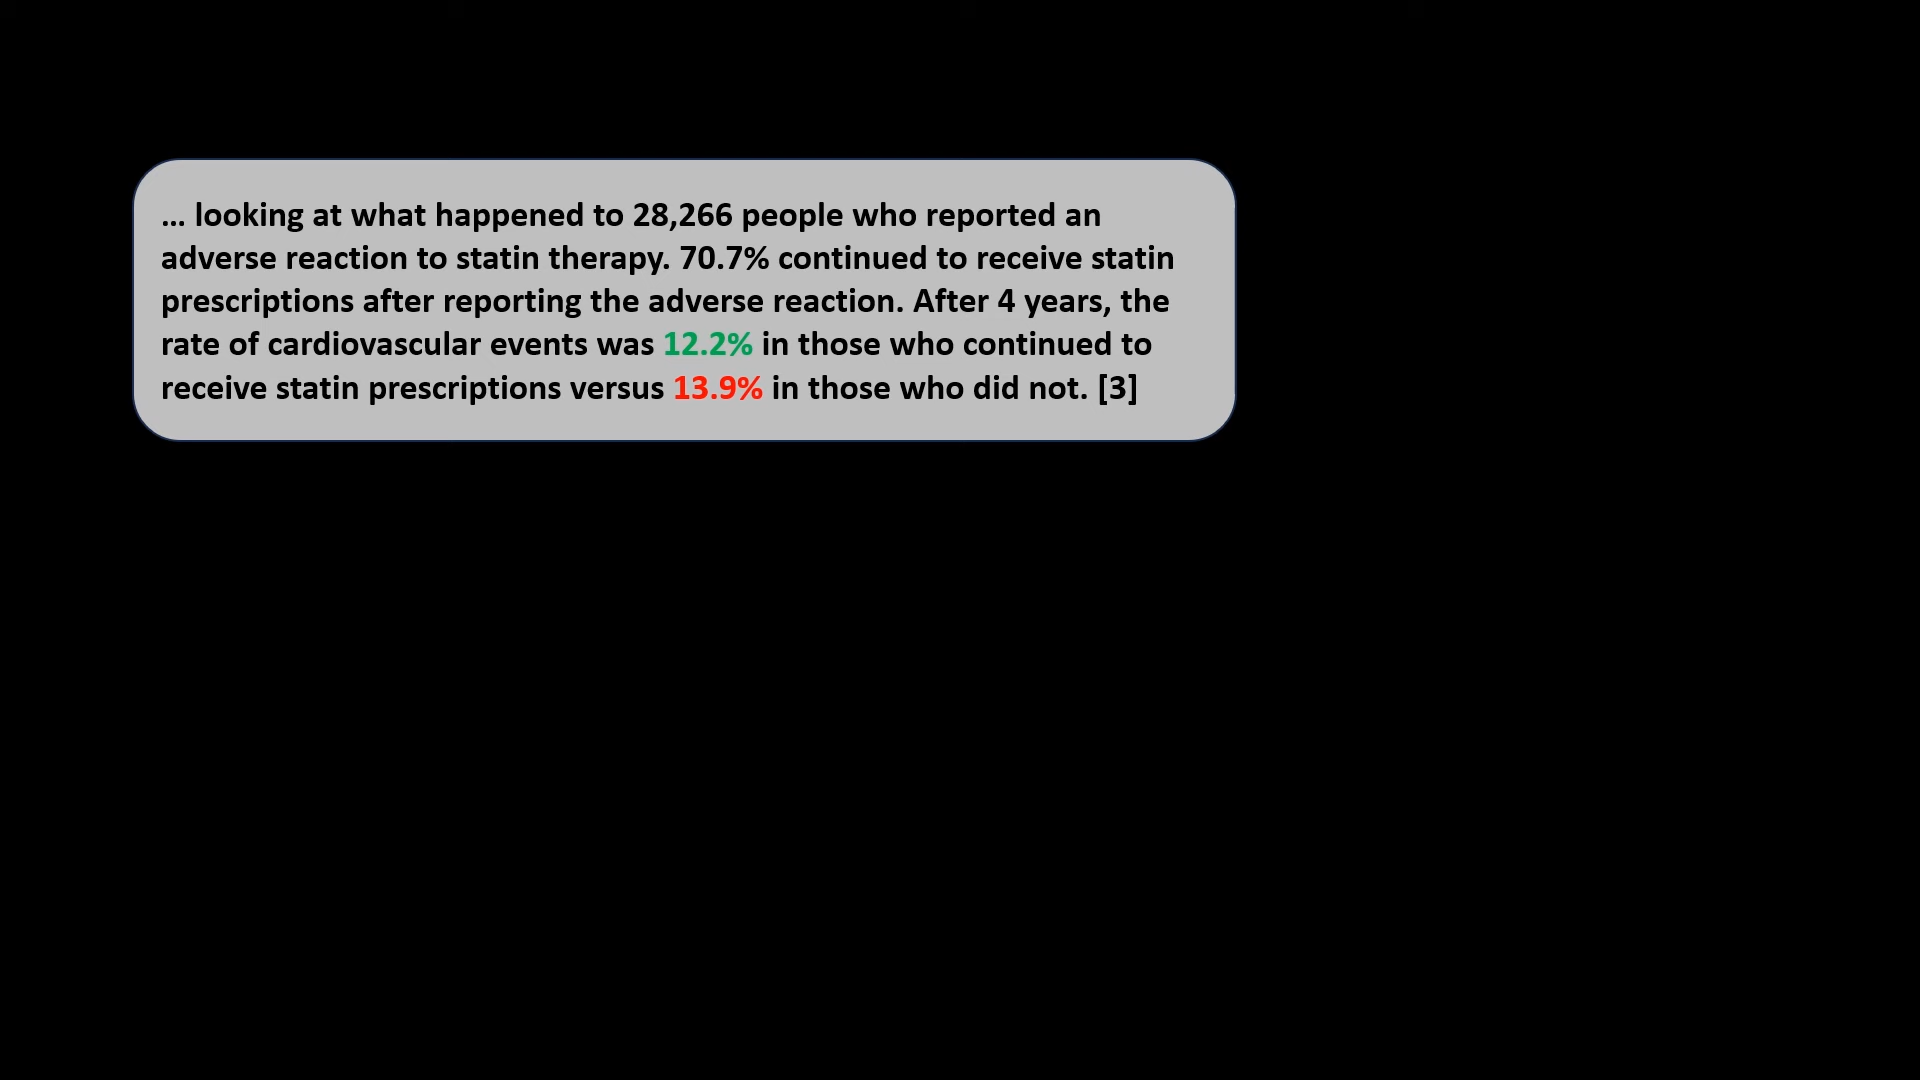 ... looking at what happened to 28,266 people who reported an
adverse reaction to statin therapy. 70.7% continued to receive statin
prescriptions after reporting the adverse reaction. After 4 years, the
rate of cardiovascular events was 12.2% in those who continued to
receive statin prescriptions versus 13.9% in those who did not. [3]